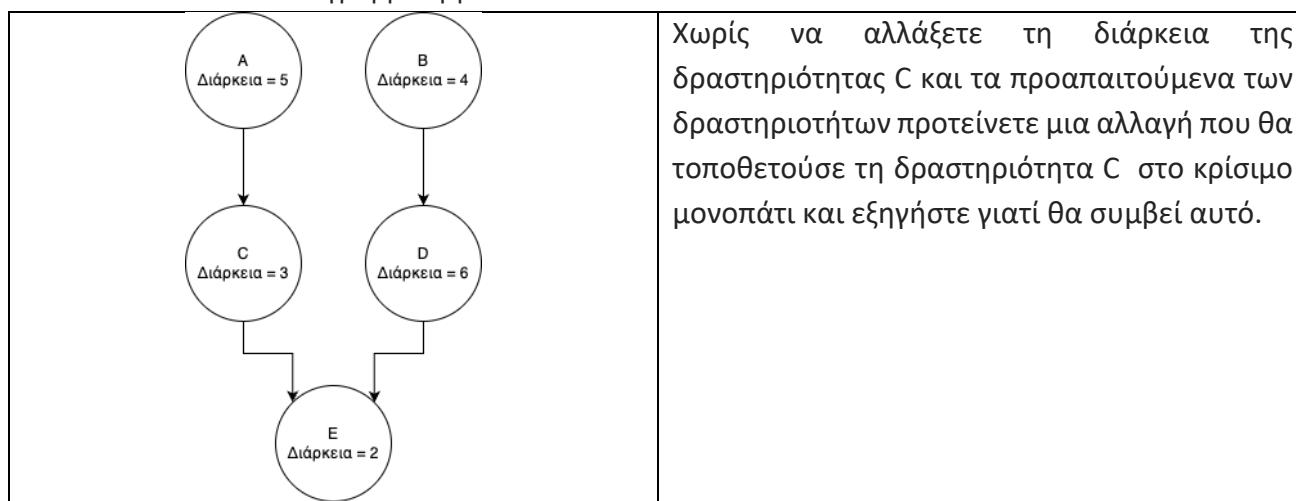 A
Διάρκεια = 5
B
Διάρκεια = 4
C
Διάρκεια = 3
D
Διάρκεια = 6
E
Διάρκεια = 2
Χωρίς να αλλάξετε τη διάρκεια της
δραστηριότητας C και τα προαπαιτούμενα των
δραστηριοτήτων προτείνετε μια αλλαγή που θα
τοποθετούσε τη δραστηριότητα C στο κρίσιμο
μονοπάτι και εξηγήστε γιατί θα συμβεί αυτό.